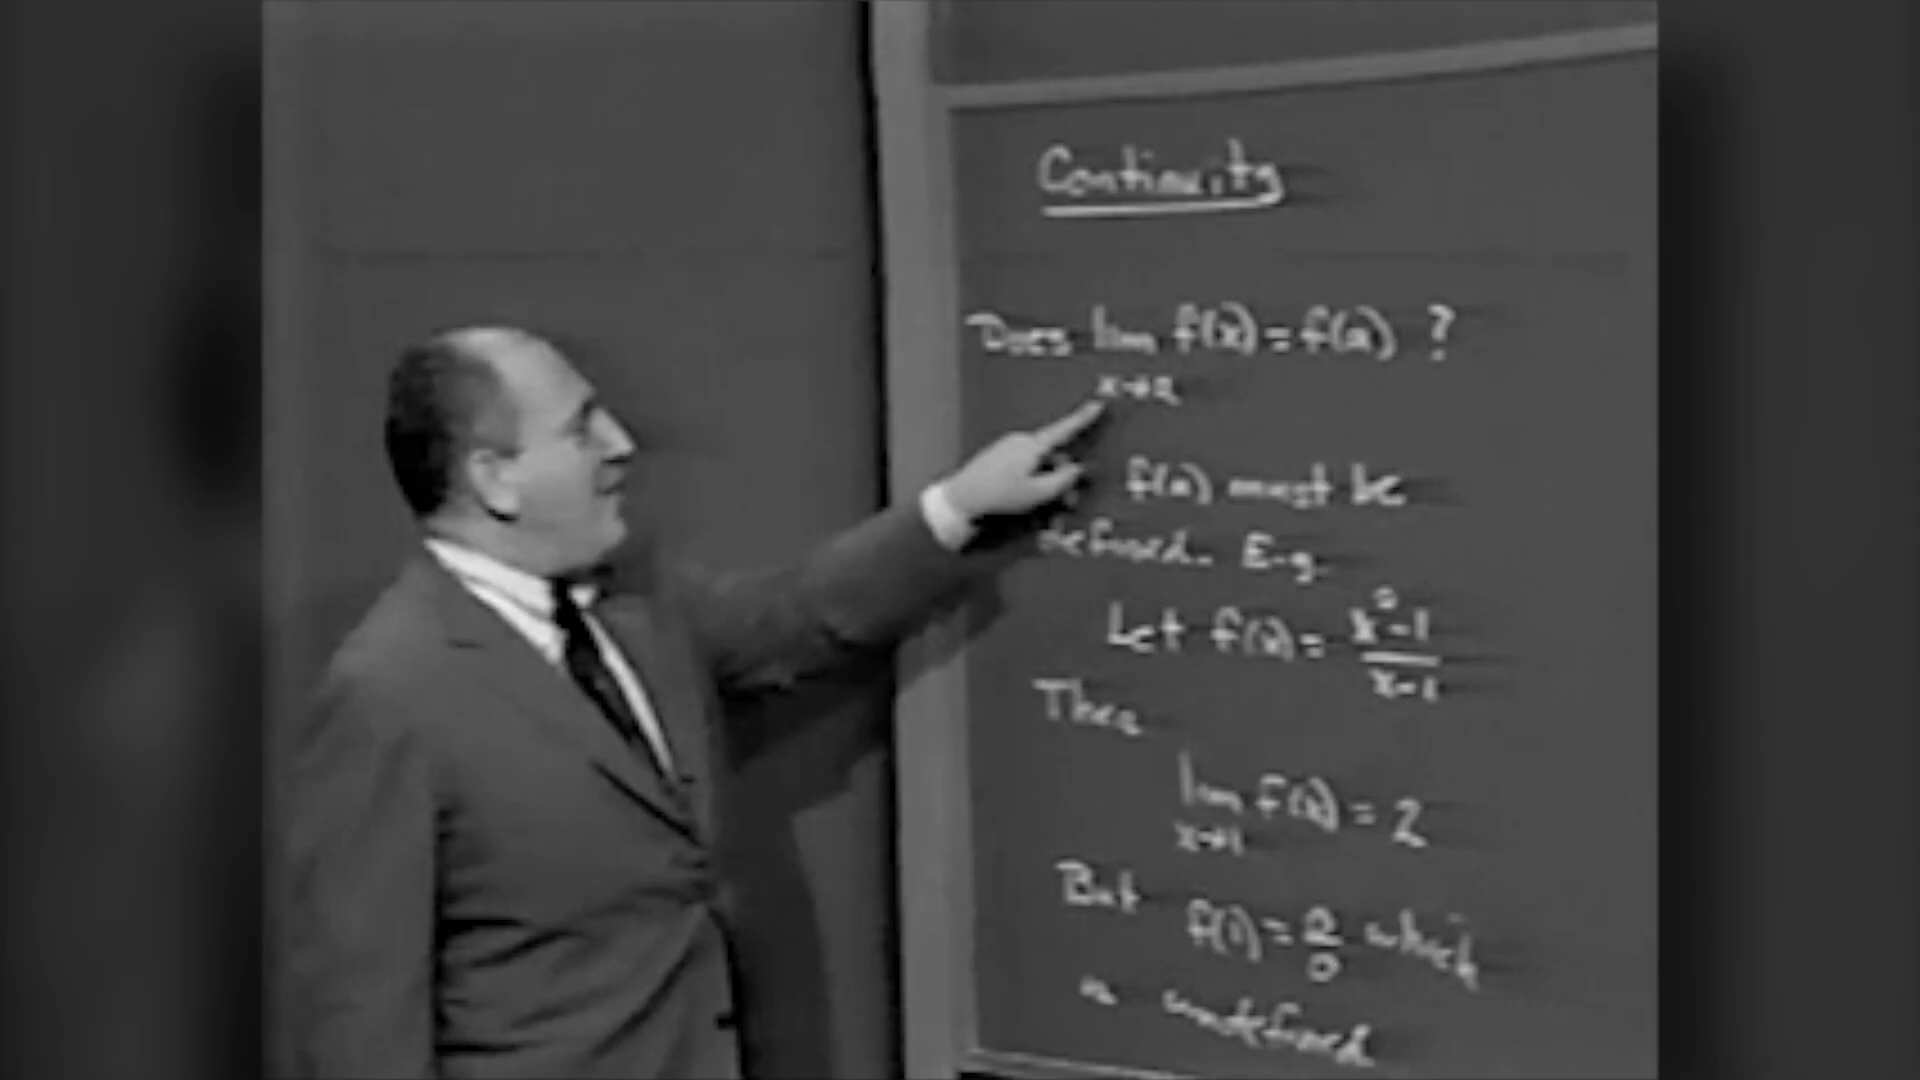 Continuity
Does lim f(x) = f(a) ?
x→a
f(a) must be
defined. E.g.
Let f(x) = x²-1
x-1
Then
lim f(x) = 2
x→1
But f(1) = 0/0 which
is undefined